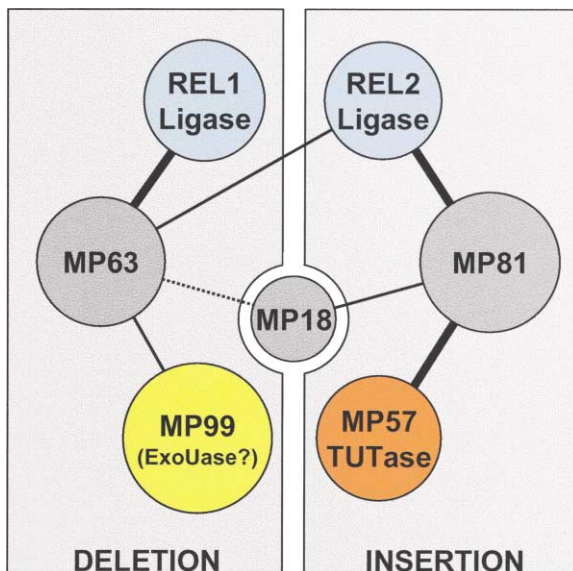 REL1
Ligase
REL2
Ligase
MP63
MP81
MP18
MP99
(ExoUase?)
MP57
TUTase
DELETION
INSERTION